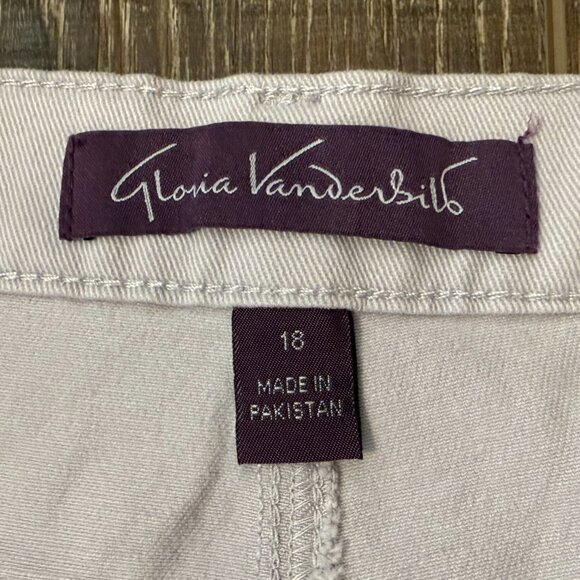 Gloria Vanderbilt
18
MADE IN
PAKISTAN